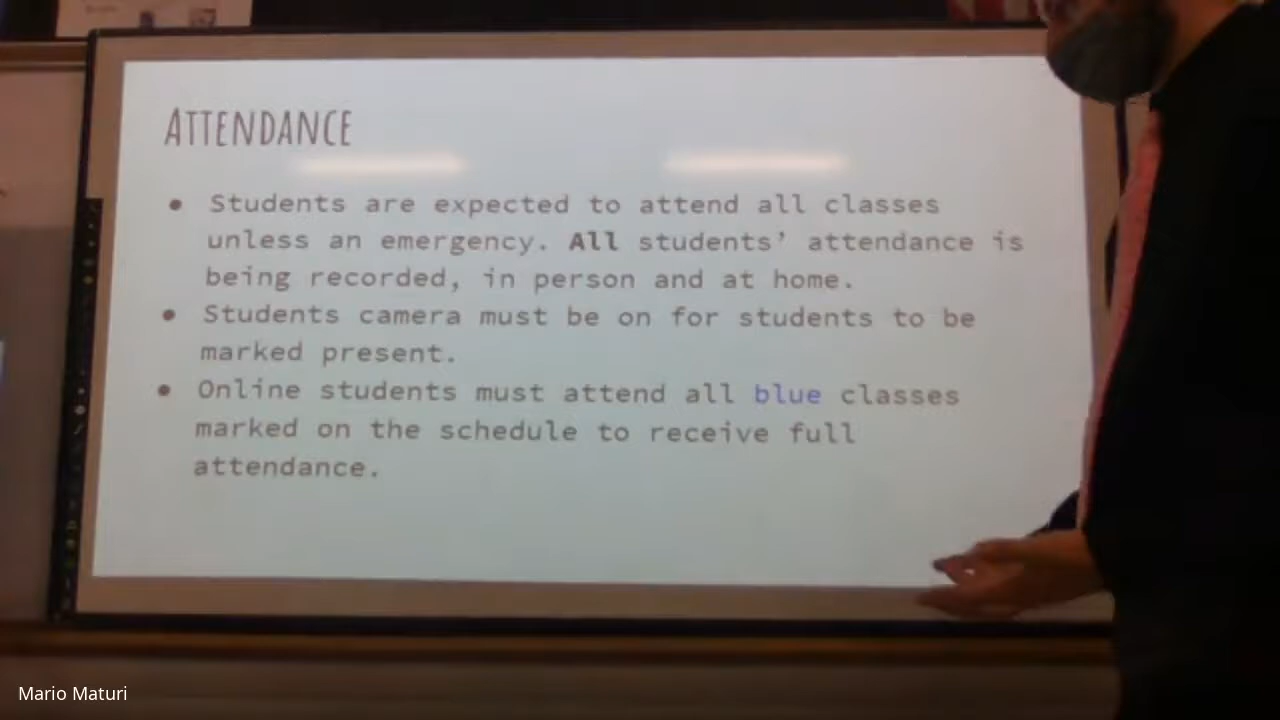 ATTENDANCE
● Students are expected to attend all classes
unless an emergency. All students’ attendance is
being recorded, in person and at home.
● Students camera must be on for students to be
marked present.
● Online students must attend all blue classes
marked on the schedule to receive full
attendance.
Mario Maturi